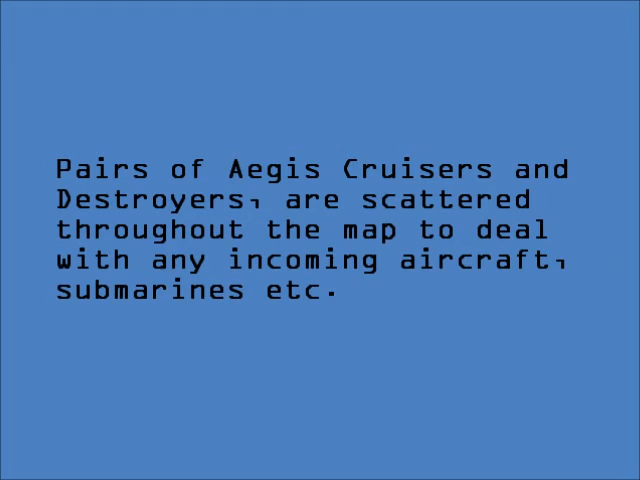 Pairs of Aegis Cruisers and
Destroyers, are scattered
throughout the map to deal
with any incoming aircraft,
submarines etc.